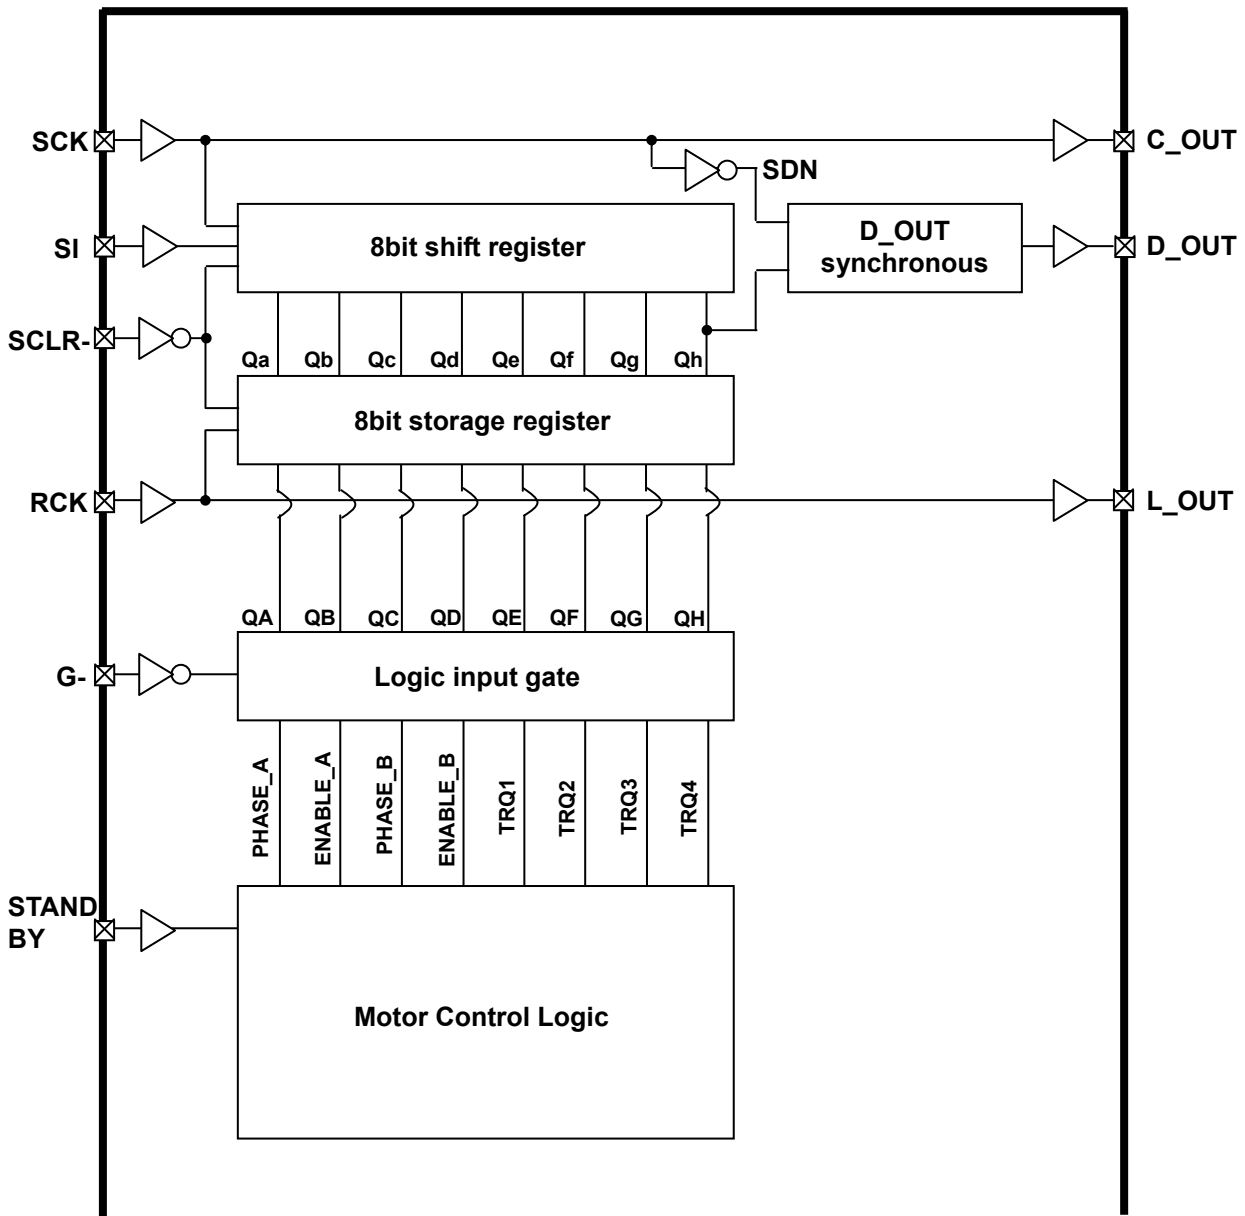 SCK
C_OUT
SDN
SI
8bit shift register
D_OUT
synchronous
D_OUT
SCLR-
Qa Qb Qc Qd Qe Qf Qg Qh
8bit storage register
RCK
L_OUT
QA QB QC QD QE QF QG QH
G-
Logic input gate
PHASE_A
ENABLE_A
PHASE_B
ENABLE_B
TRQ1
TRQ2
TRQ3
TRQ4
STAND
BY
Motor Control Logic